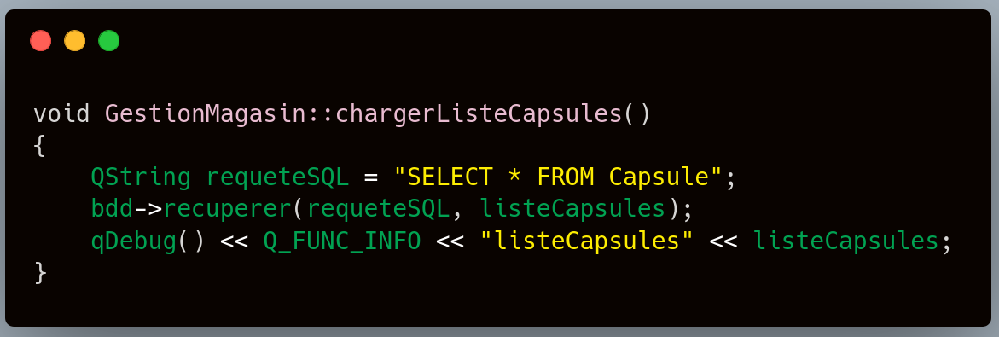 void GestionMagasin::chargerListeCapsules()
{
    QString requeteSQL = "SELECT * FROM Capsule";
    bdd->recuperer(requeteSQL, listeCapsules);
    qDebug() << Q_FUNC_INFO << "listeCapsules" << listeCapsules;
}